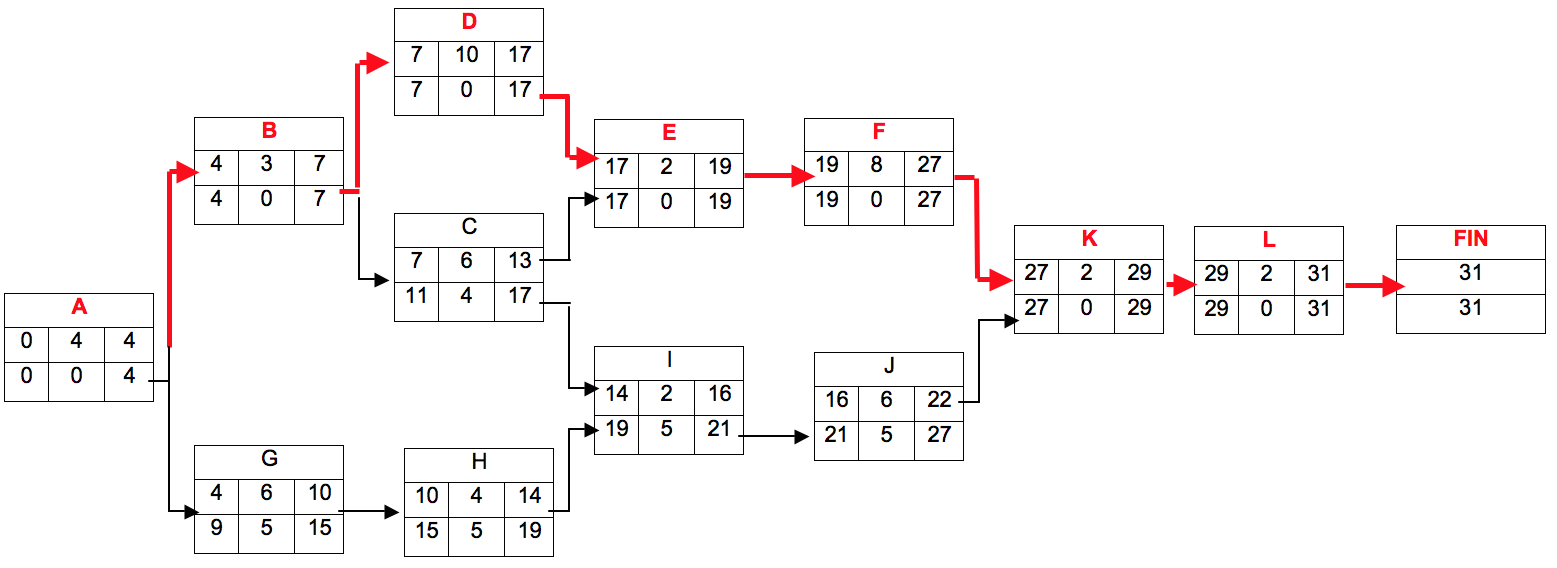 A
0 4 4
0 0 4
B
4 3 7
4 0 7
D
7 10 17
7 0 17
C
7 6 13
11 4 17
E
17 2 19
17 0 19
F
19 8 27
19 0 27
G
4 6 10
9 5 15
H
10 4 14
15 5 19
I
14 2 16
19 5 21
J
16 6 22
21 5 27
K
27 2 29
27 0 29
L
29 2 31
29 0 31
FIN
31
31